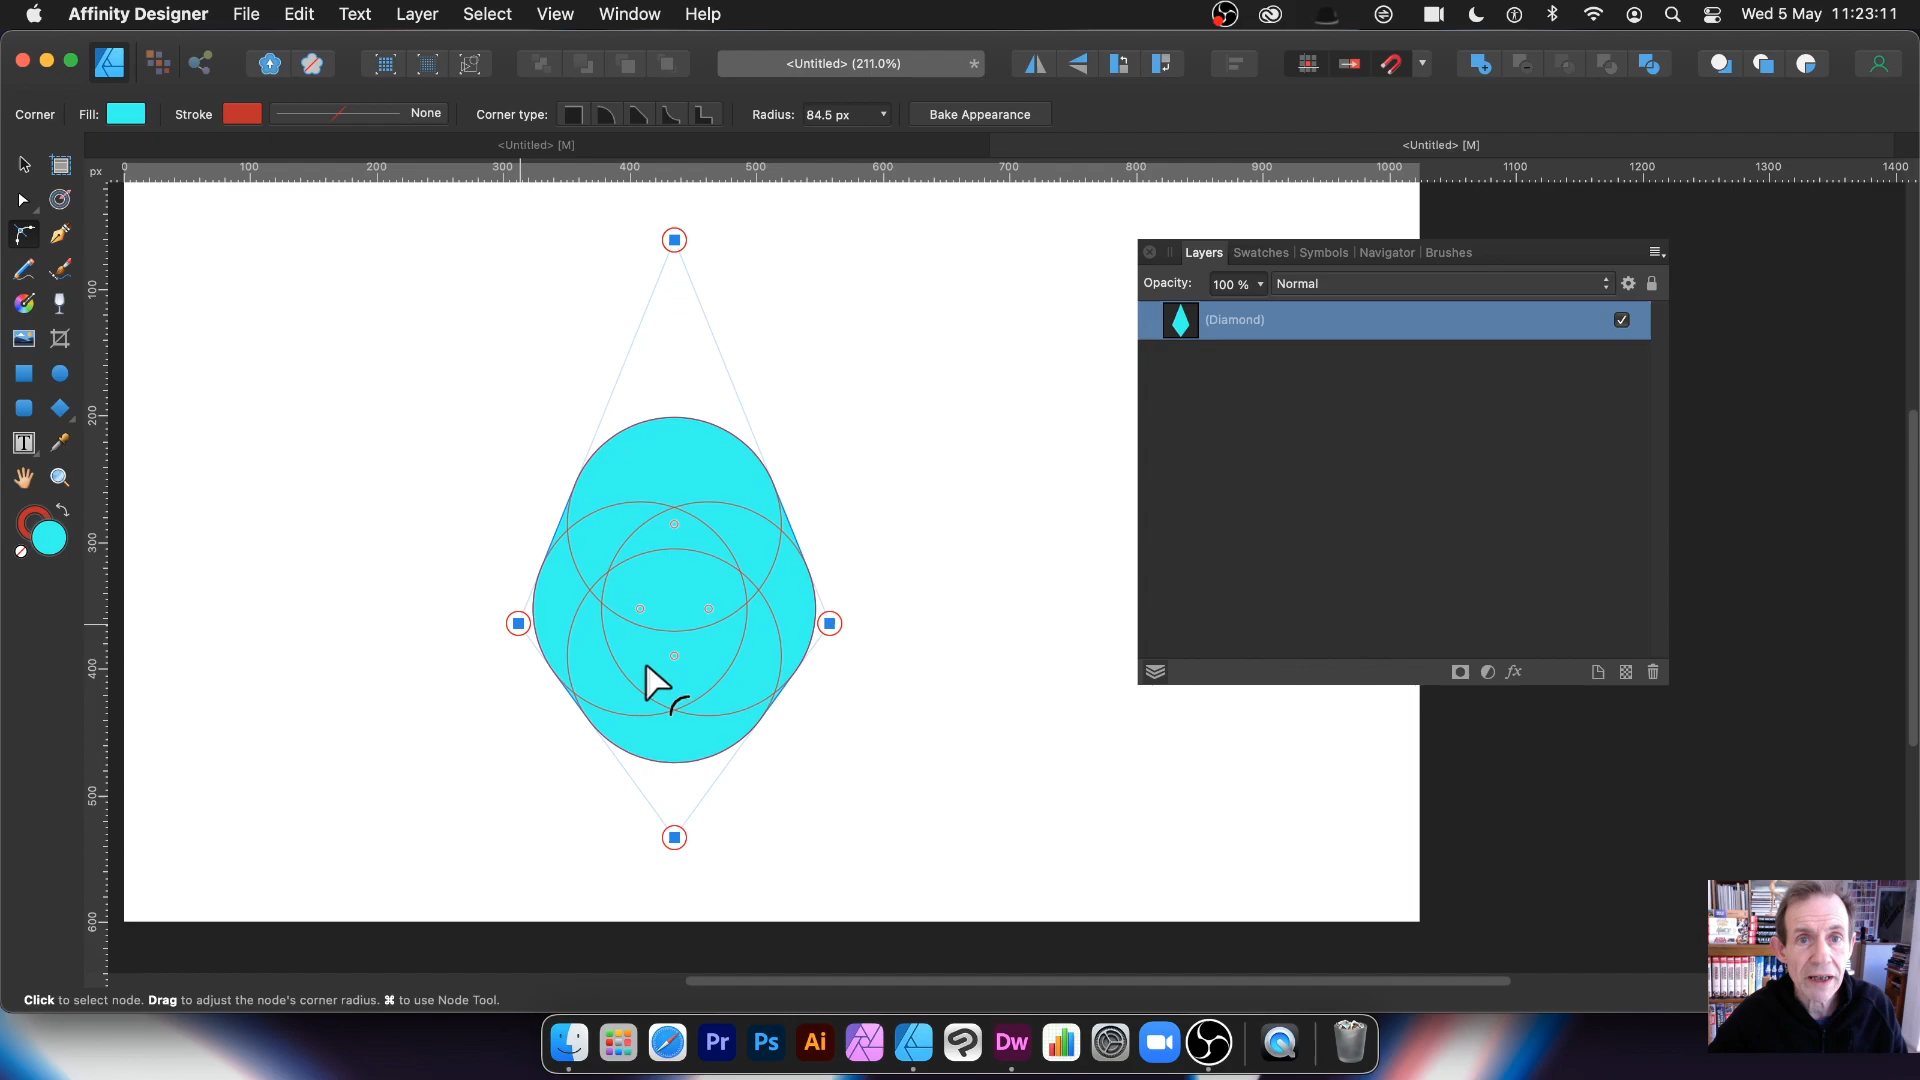 Affinity Designer File Edit Text Layer Select View Window Help Wed 5 May 11:23:11
<Untitled> (211.0%) *
Corner Fill: Stroke None Corner type: Radius: 84.5 px Bake Appearance
<Untitled> [M] <Untitled> [M]
px 0 100 200 300 400 500 600 700 800 900 1000 1100 1200 1300 1400
100
200
300
400
500
600
Layers Swatches Symbols Navigator Brushes
Opacity: 100 % Normal
(Diamond)
fx
Click to select node. Drag to adjust the node's corner radius. ⌘ to use Node Tool.
Pr Ps Ai Dw